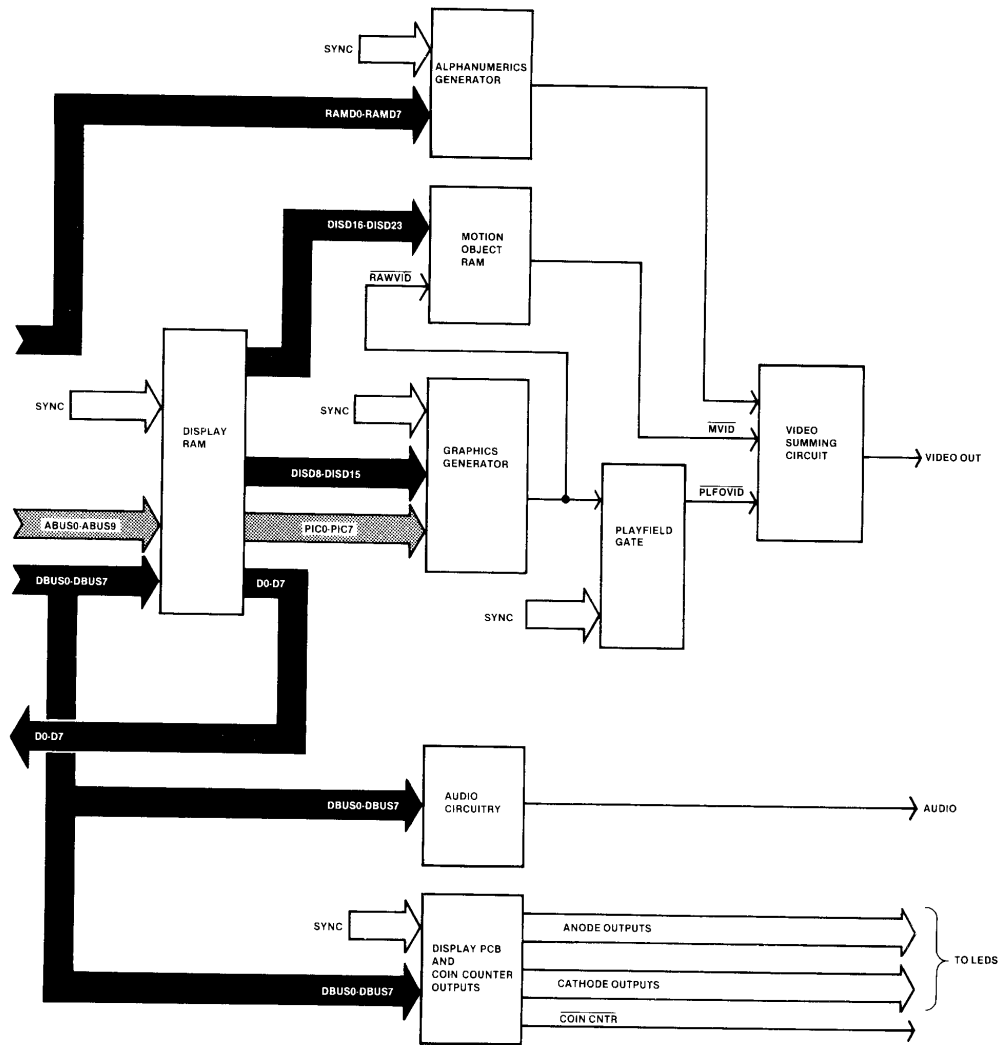 SYNC
ALPHANUMERICS
GENERATOR
RAMD0-RAMD7
DISD16-DISD23
MOTION
OBJECT
RAM
RAWVID
SYNC
DISPLAY
RAM
SYNC
GRAPHICS
GENERATOR
DISD8-DISD15
ABUS0-ABUS9
PIC0-PIC7
DBUS0-DBUS7
D0-D7
MVID
VIDEO
SUMMING
CIRCUIT
VIDEO OUT
PLFOVID
PLAYFIELD
GATE
SYNC
D0-D7
AUDIO
CIRCUITRY
DBUS0-DBUS7
AUDIO
SYNC
DISPLAY PCB
AND
COIN COUNTER
OUTPUTS
DBUS0-DBUS7
ANODE OUTPUTS
CATHODE OUTPUTS
TO LEDS
COIN CNTR